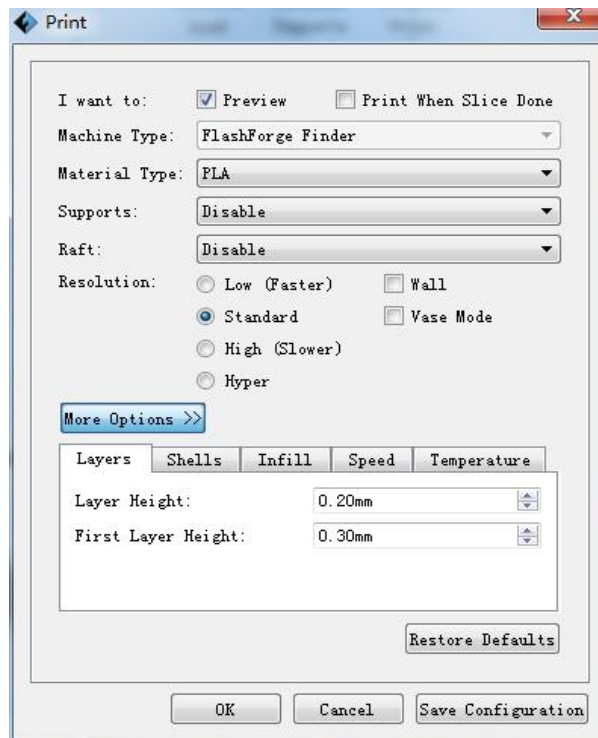 Print
I want to: Preview Print When Slice Done
Machine Type: FlashForge Finder
Material Type: PLA
Supports: Disable
Raft: Disable
Resolution: Low (Faster) Wall
Standard Vase Mode
High (Slower)
Hyper
More Options >>
Layers Shells Infill Speed Temperature
Layer Height: 0.20mm
First Layer Height: 0.30mm
Restore Defaults
OK Cancel Save Configuration